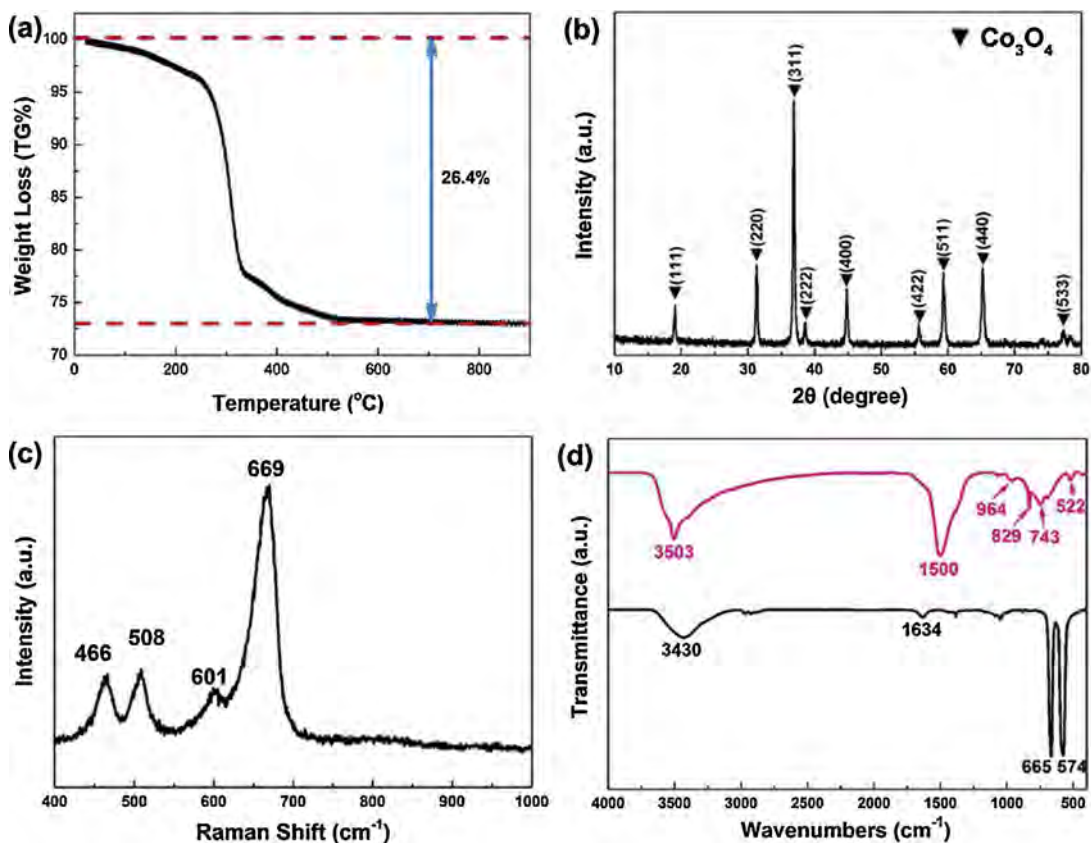 (a)
100
95
90
85
80
75
70
Weight Loss (TG%)
26.4%
0 200 400 600 800
Temperature (°C)
(b)
▼ Co₃O₄
Intensity (a.u.)
(111)
(220)
(311)
(222)
(400)
(422)
(511)
(440)
(533)
10 20 30 40 50 60 70 80
2θ (degree)
(c)
Intensity (a.u.)
466
508
601
669
400 500 600 700 800 900 1000
Raman Shift (cm⁻¹)
(d)
Transmittance (a.u.)
3503
1500
964
829
743
522
3430
1634
665 574
4000 3500 3000 2500 2000 1500 1000 500
Wavenumbers (cm⁻¹)